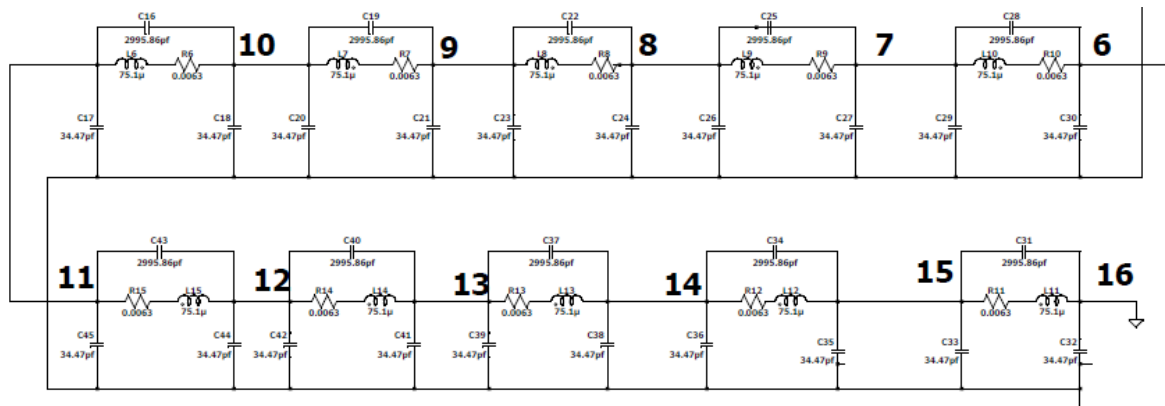 C16 C19 C22 C25 C28
2995.86pf 2995.86pf 2995.86pf 2995.86pf 2995.86pf
10 9 8 7 6
L6 R6 L7 R7 L8 R8 L9 R9 L10 R10
75.1µ 0.0063 75.1µ 0.0063 75.1µ 0.0063 75.1µ 0.0063 75.1µ 0.0063
C17 C18 C20 C21 C23 C24 C26 C27 C29 C30
34.47pf 34.47pf 34.47pf 34.47pf 34.47pf 34.47pf 34.47pf 34.47pf 34.47pf 34.47pf
C43 C40 C37 C34 C31
2995.86pf 2995.86pf 2995.86pf 2995.86pf 2995.86pf
11 12 13 14 15 16
R15 L15 R14 L14 R13 L13 R12 L12 R11 L11
0.0063 75.1µ 0.0063 75.1µ 0.0063 75.1µ 0.0063 75.1µ 0.0063 75.1µ
C45 C44 C42 C41 C39 C38 C36 C35 C33 C32
34.47pf 34.47pf 34.47pf 34.47pf 34.47pf 34.47pf 34.47pf 34.47pf 34.47pf 34.47pf